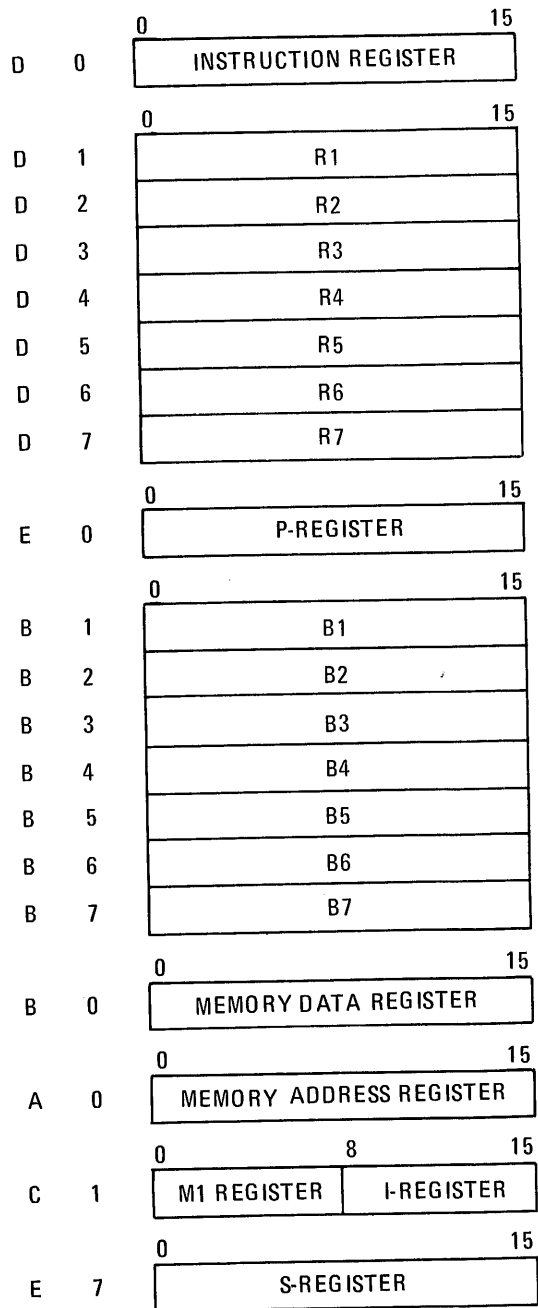 0 15
D 0 INSTRUCTION REGISTER
0 15
D 1 R1
D 2 R2
D 3 R3
D 4 R4
D 5 R5
D 6 R6
D 7 R7
0 15
E 0 P-REGISTER
0 15
B 1 B1
B 2 B2
B 3 B3
B 4 B4
B 5 B5
B 6 B6
B 7 B7
0 15
B 0 MEMORY DATA REGISTER
0 15
A 0 MEMORY ADDRESS REGISTER
0 8 15
C 1 M1 REGISTER I-REGISTER
0 15
E 7 S-REGISTER